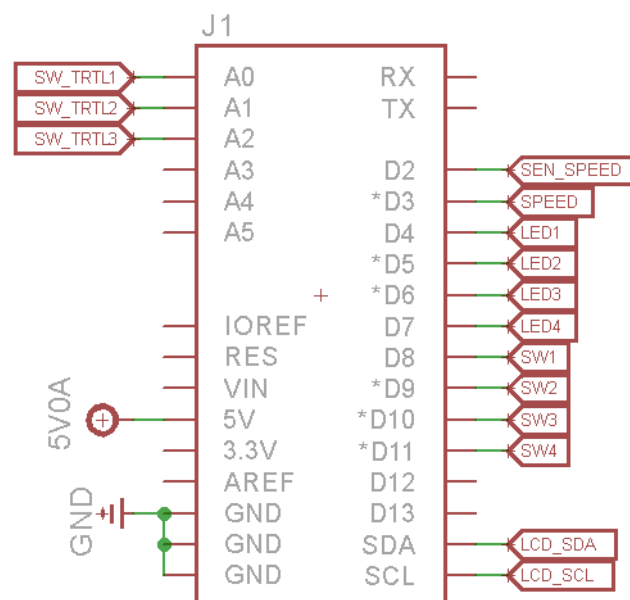 J1
SW_TRTL1 A0 RX
SW_TRTL2 A1 TX
SW_TRTL3 A2
A3 D2 SEN_SPEED
A4 *D3 SPEED
A5 D4 LED1
*D5 LED2
*D6 LED3
IOREF D7 LED4
RES D8 SW1
VIN *D9 SW2
5V0A 5V *D10 SW3
3.3V *D11 SW4
AREF D12
GND GND D13
GND SDA LCD_SDA
GND SCL LCD_SCL